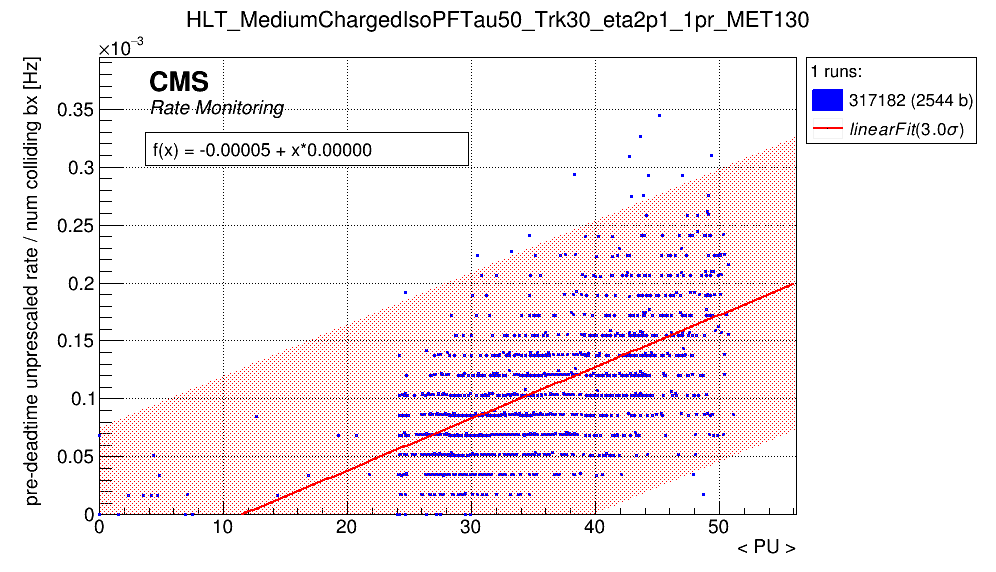 HLT_MediumChargedIsoPFTau50_Trk30_eta2p1_1pr_MET130
×10⁻³
CMS
Rate Monitoring
f(x) = -0.00005 + x*0.00000
1 runs:
317182 (2544 b)
linearFit(3.0σ)
pre-deadtime unprescaled rate / num colliding bx [Hz]
0.35
0.3
0.25
0.2
0.15
0.1
0.05
0
0 10 20 30 40 50
< PU >